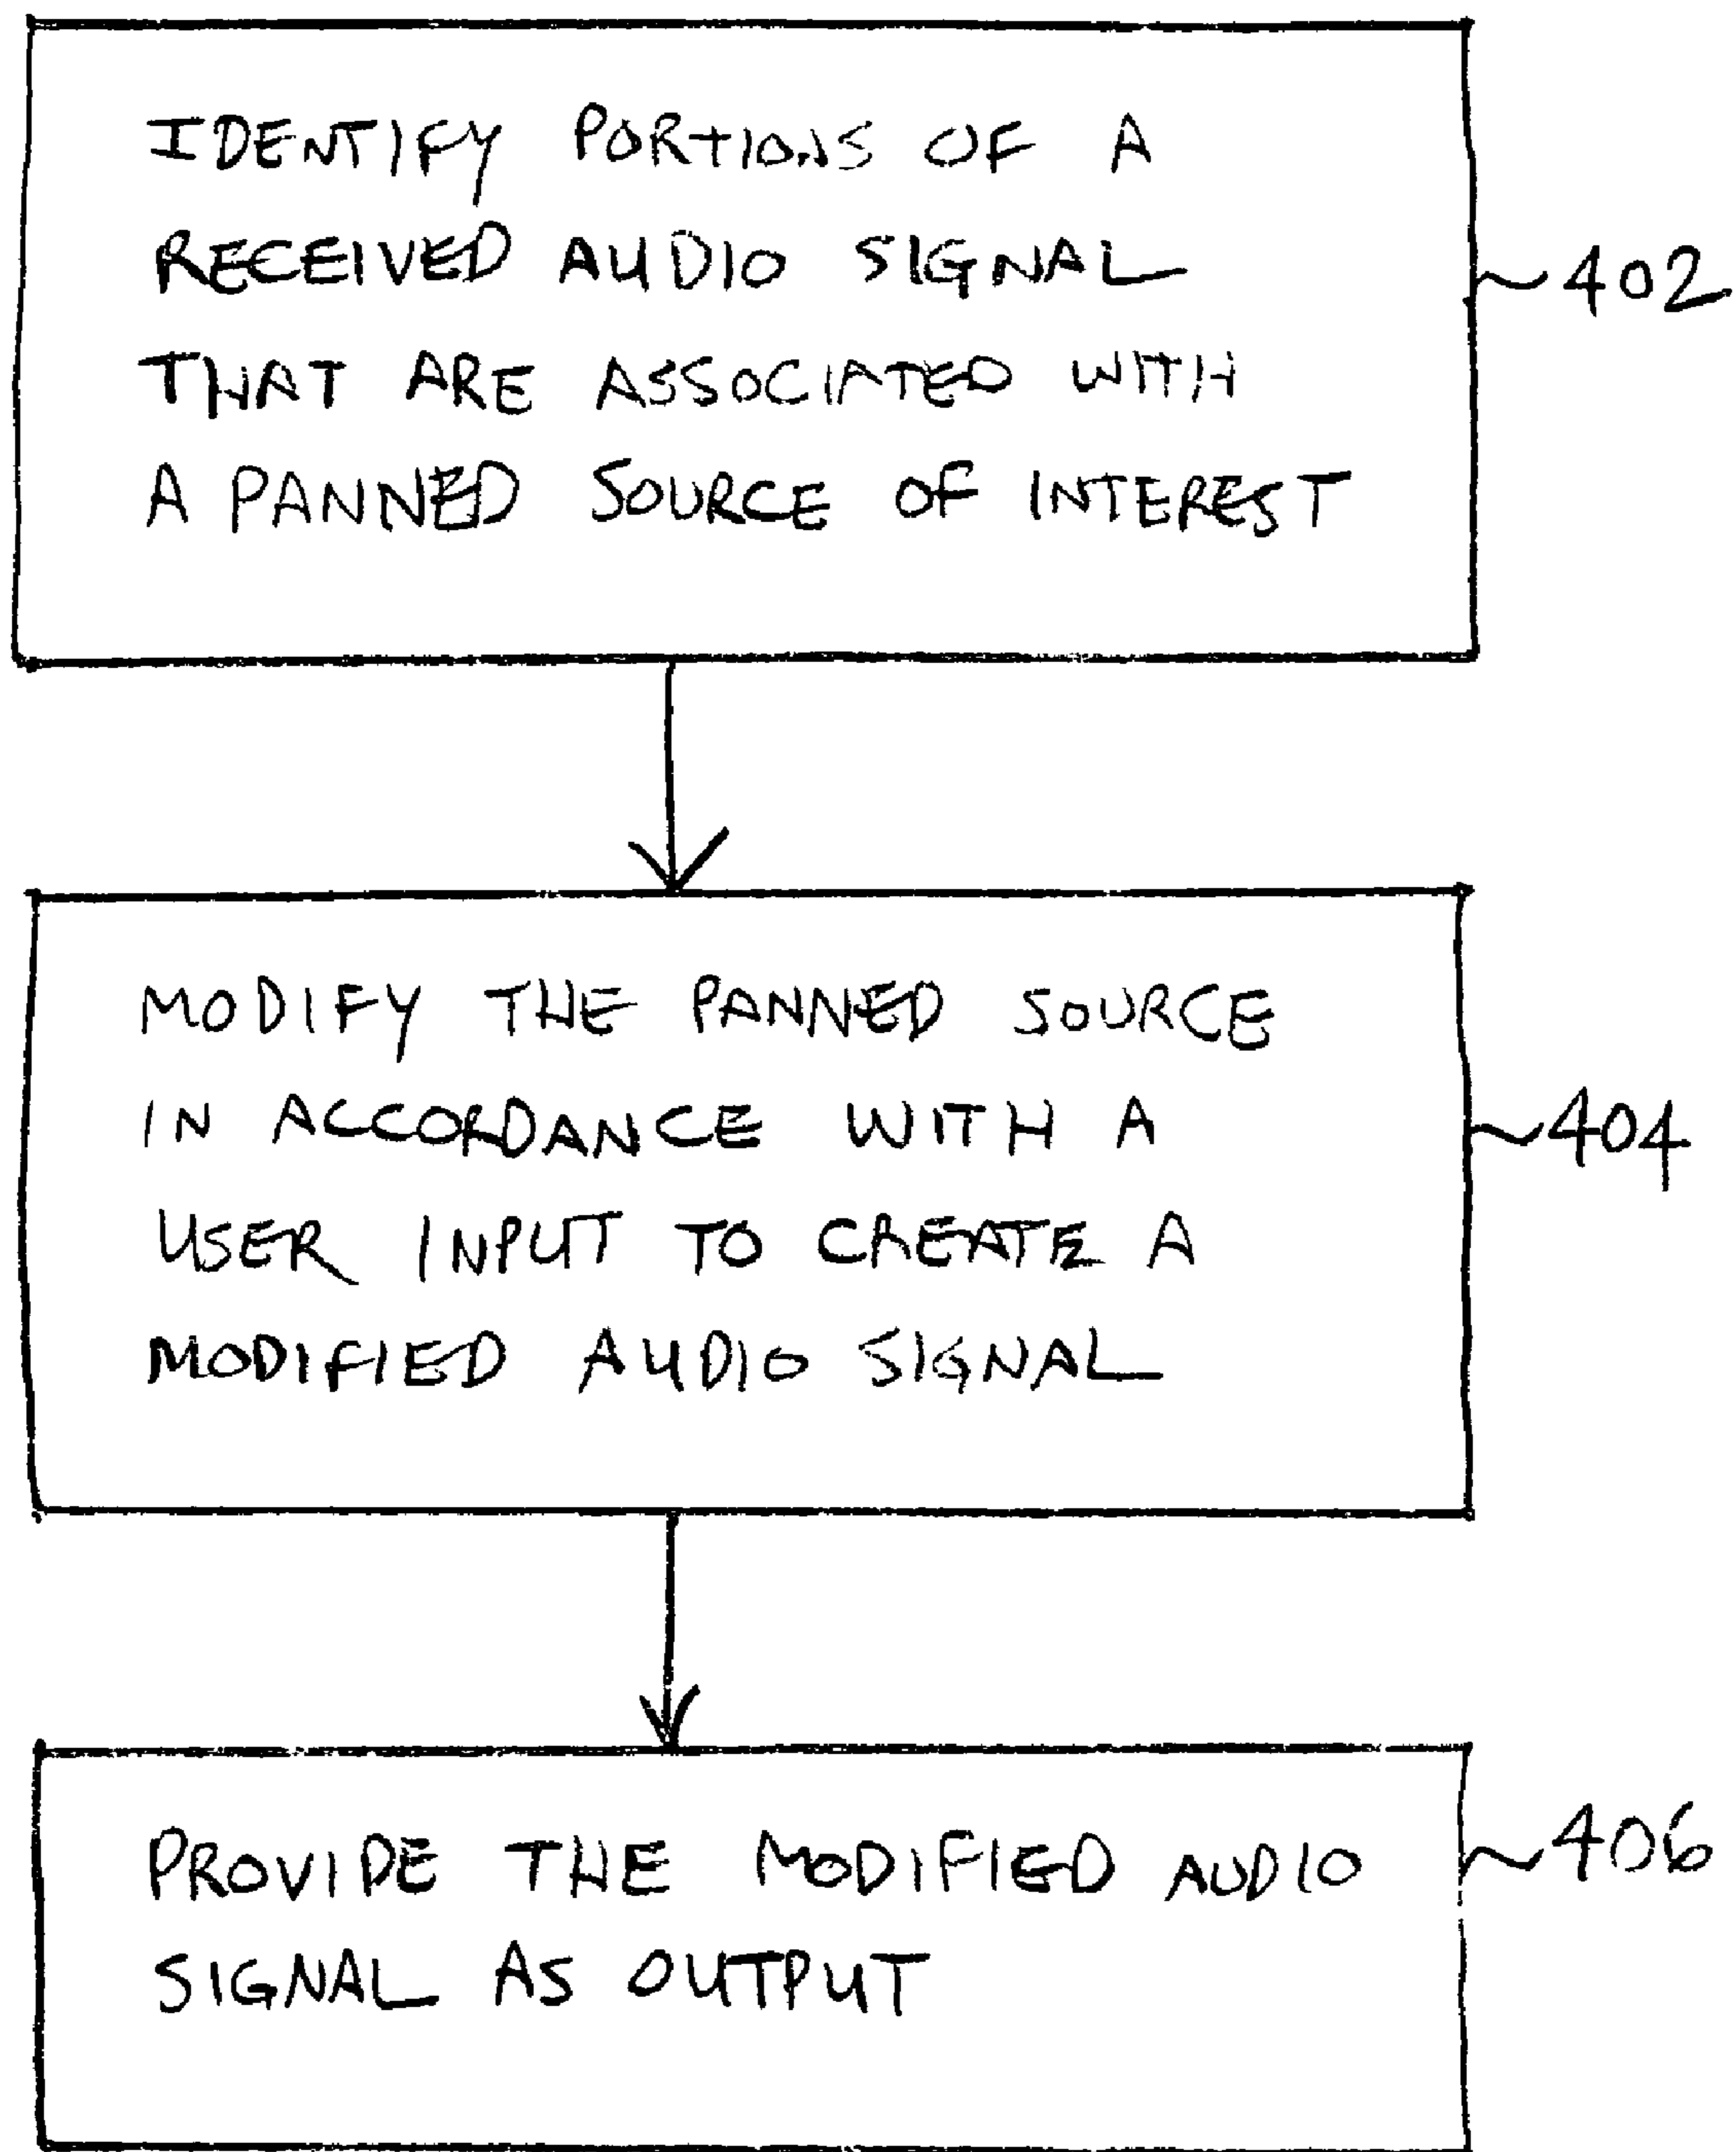 IDENTIFY PORTIONS OF A
RECEIVED AUDIO SIGNAL
THAT ARE ASSOCIATED WITH
A PANNED SOURCE OF INTEREST
~402
MODIFY THE PANNED SOURCE
IN ACCORDANCE WITH A
USER INPUT TO CREATE A
MODIFIED AUDIO SIGNAL
~404
PROVIDE THE MODIFIED AUDIO
SIGNAL AS OUTPUT
~406